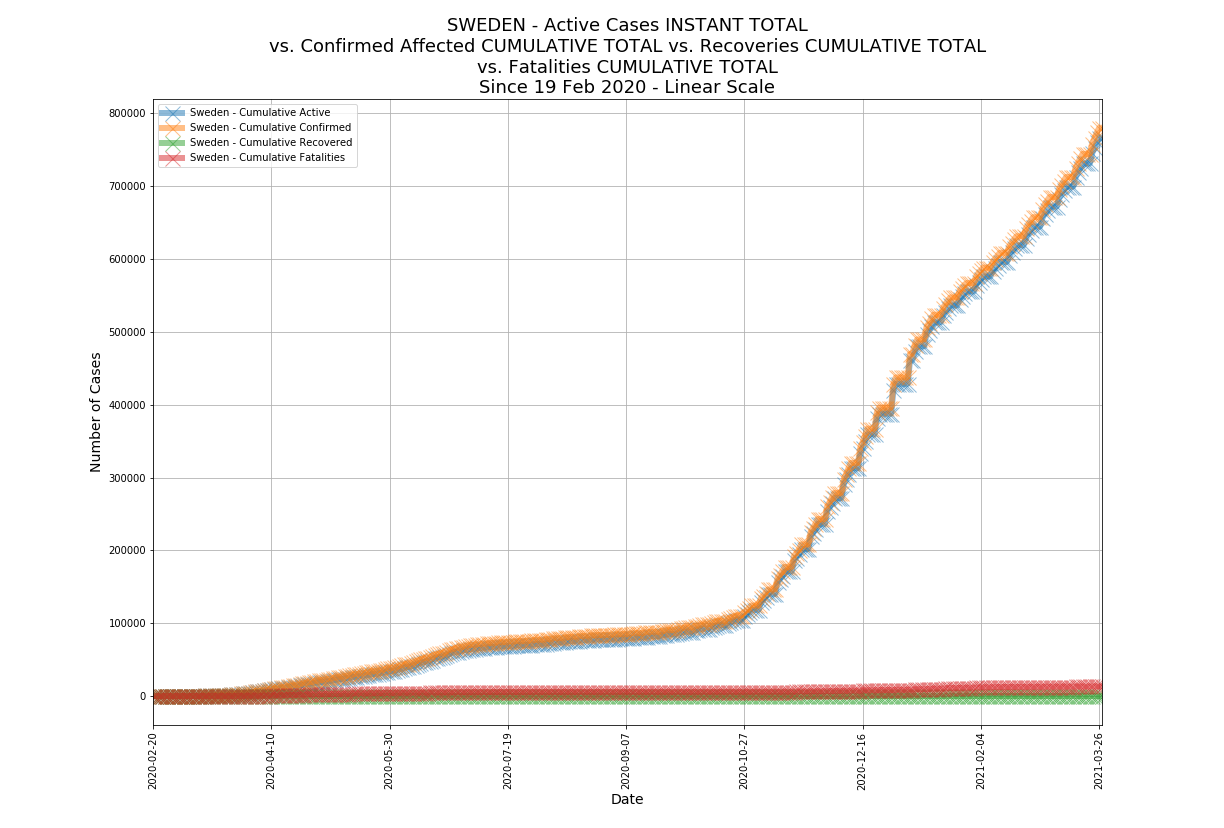 SWEDEN - Active Cases INSTANT TOTAL
vs. Confirmed Affected CUMULATIVE TOTAL vs. Recoveries CUMULATIVE TOTAL
vs. Fatalities CUMULATIVE TOTAL
Since 19 Feb 2020 - Linear Scale
Sweden - Cumulative Active
Sweden - Cumulative Confirmed
Sweden - Cumulative Recovered
Sweden - Cumulative Fatalities
800000
700000
600000
500000
400000
300000
200000
100000
0
Number of Cases
2020-02-20
2020-04-10
2020-05-30
2020-07-19
2020-09-07
2020-10-27
2020-12-16
2021-02-04
2021-03-26
Date